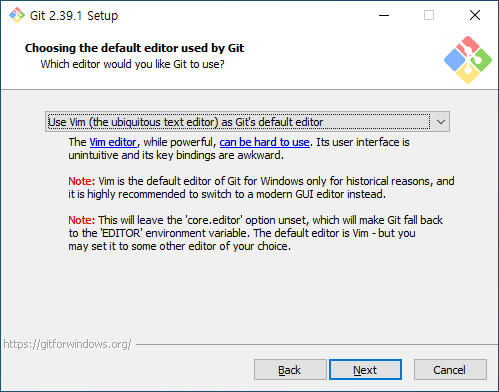 Git 2.39.1 Setup
Choosing the default editor used by Git
Which editor would you like Git to use?
Use Vim (the ubiquitous text editor) as Git's default editor
The Vim editor, while powerful, can be hard to use. Its user interface is
unintuitive and its key bindings are awkward.
Note: Vim is the default editor of Git for Windows only for historical reasons, and
it is highly recommended to switch to a modern GUI editor instead.
Note: This will leave the 'core.editor' option unset, which will make Git fall back
to the 'EDITOR' environment variable. The default editor is Vim - but you
may set it to some other editor of your choice.
https://gitforwindows.org/
Back
Next
Cancel